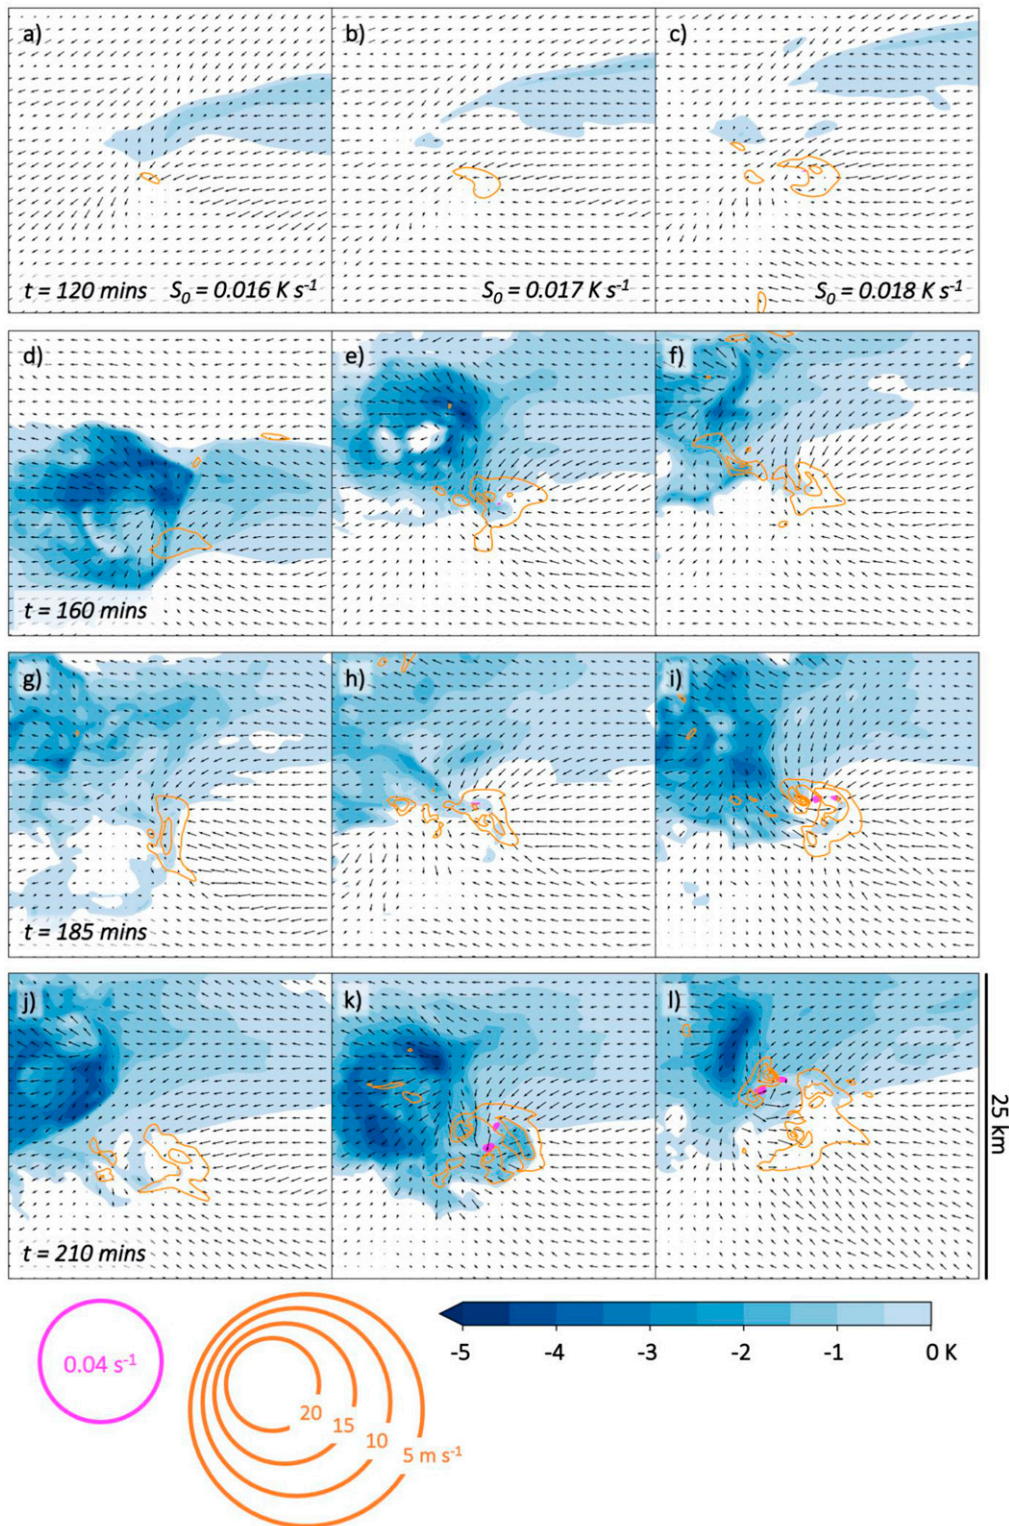 a)
b)
c)
t = 120 mins
S0 = 0.016 K s-1
S0 = 0.017 K s-1
S0 = 0.018 K s-1
d)
e)
f)
t = 160 mins
g)
h)
i)
t = 185 mins
j)
k)
l)
t = 210 mins
25 km
0.04 s-1
20
15
10
5 m s-1
-5 -4 -3 -2 -1 0 K